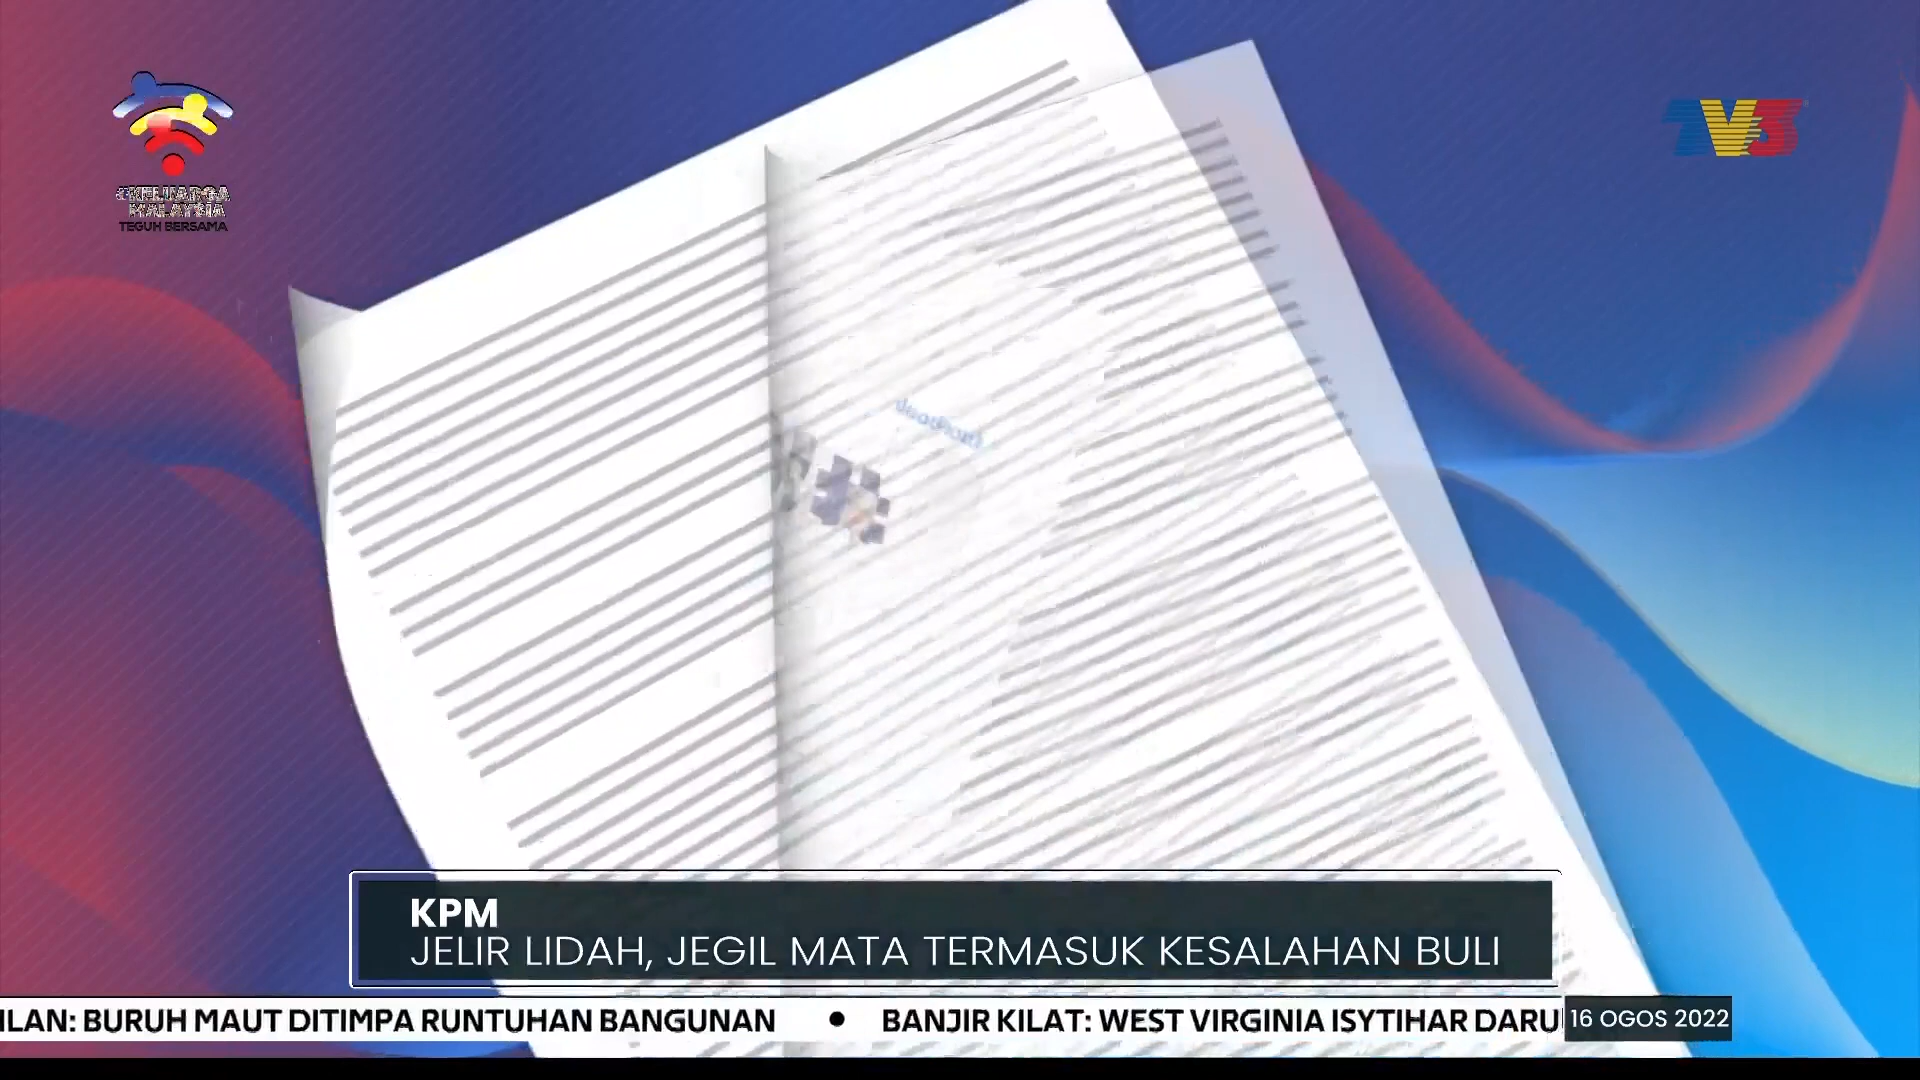 #KELUARGA
MALAYSIA
TEGUH BERSAMA
TV3
KPM
JELIR LIDAH, JEGIL MATA TERMASUK KESALAHAN BULI
ILAN: BURUH MAUT DITIMPA RUNTUHAN BANGUNAN • BANJIR KILAT: WEST VIRGINIA ISYTIHAR DARU
16 OGOS 2022